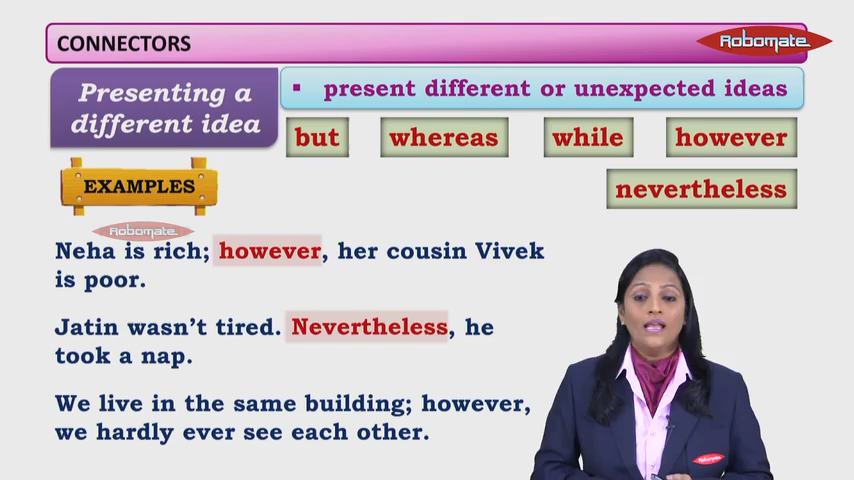 CONNECTORS
Robomate
Presenting a
different idea
▪ present different or unexpected ideas
but whereas while however
nevertheless
EXAMPLES
Robomate
Neha is rich; however, her cousin Vivek
is poor.
Jatin wasn't tired. Nevertheless, he
took a nap.
We live in the same building; however,
we hardly ever see each other.
Robomate